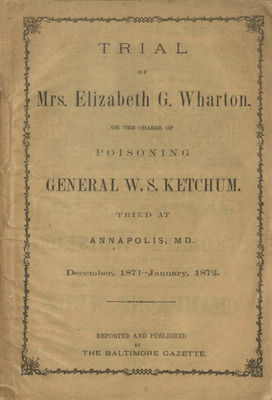 TRIAL
OF
Mrs. Elizabeth G. Wharton,
ON THE CHARGE OF
POISONING
GENERAL W. S. KETCHUM.
TRIED AT
ANNAPOLIS, MD.
December, 1871–January, 1872.
REPORTED AND PUBLISHED
BY
THE BALTIMORE GAZETTE.